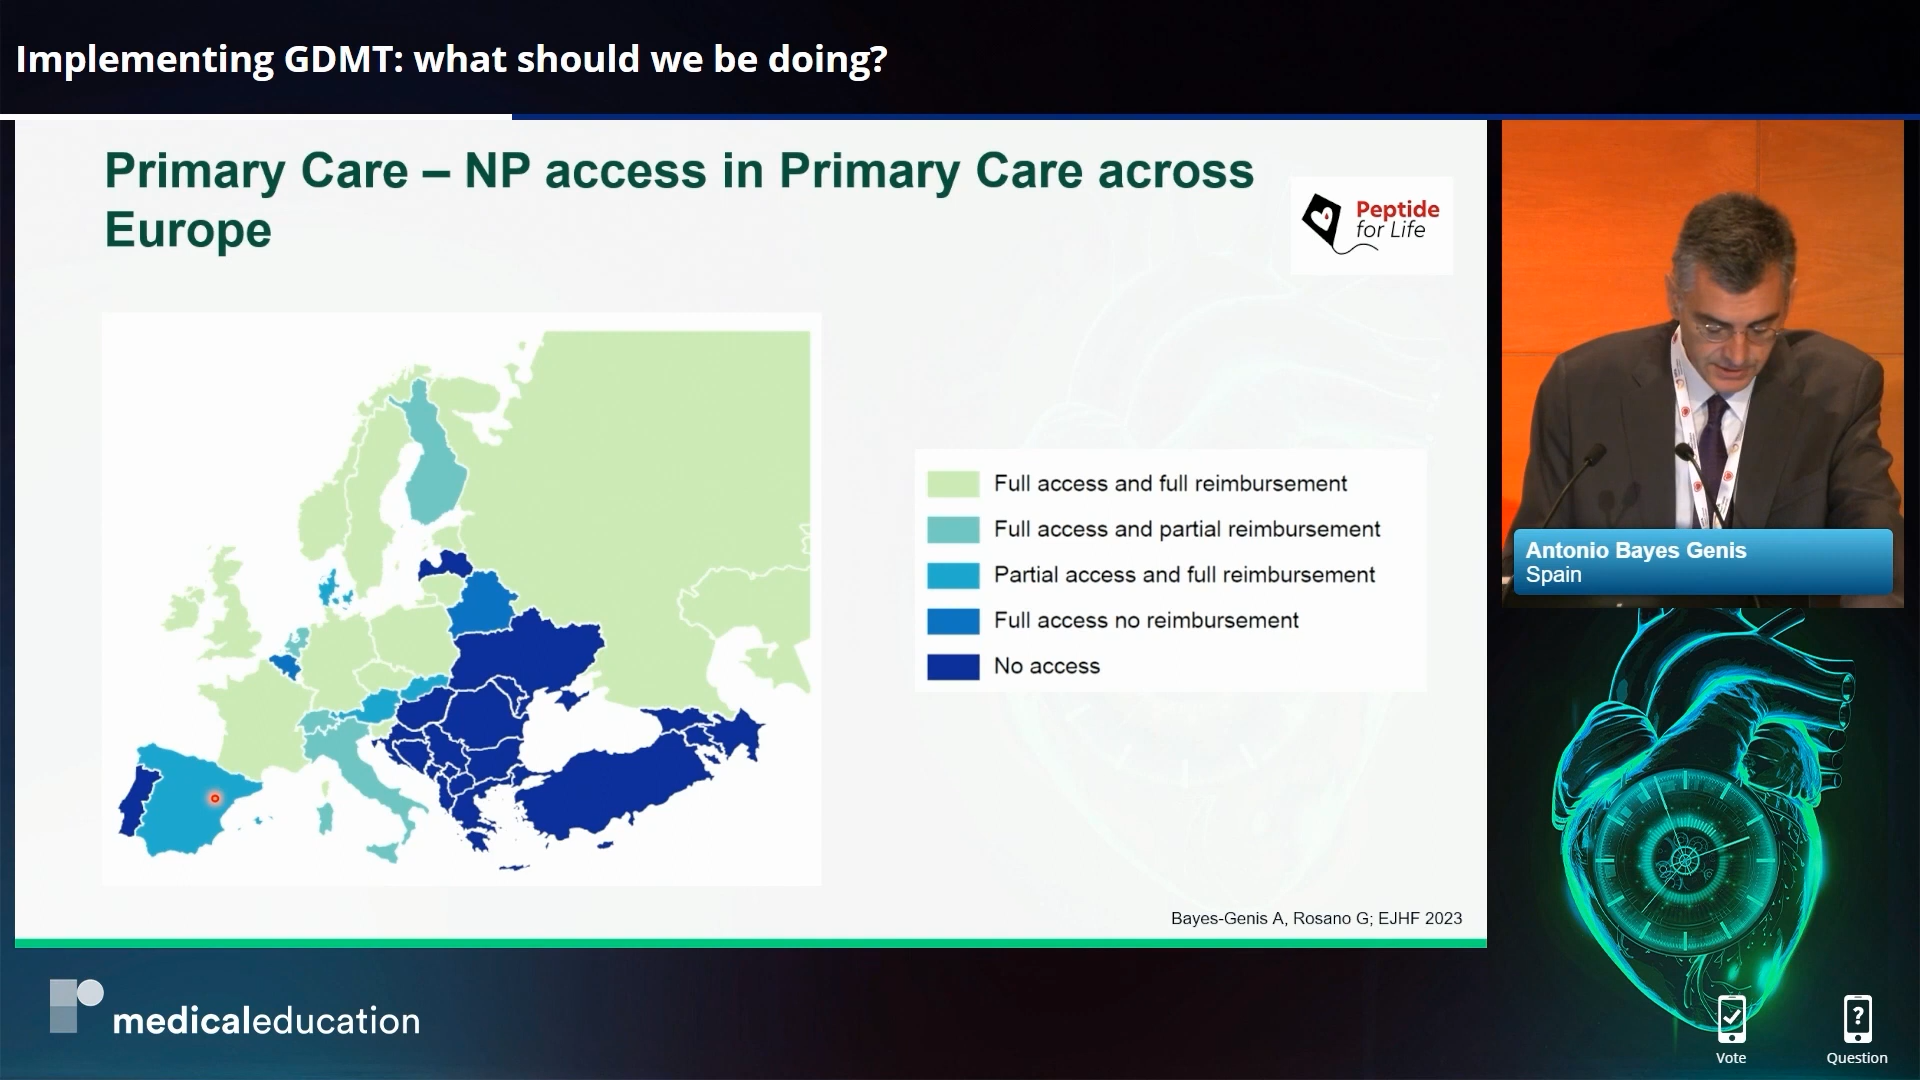 Implementing GDMT: what should we be doing?
Primary Care – NP access in Primary Care across
Europe
Peptide
for Life
Full access and full reimbursement
Full access and partial reimbursement
Partial access and full reimbursement
Full access no reimbursement
No access
Bayes-Genis A, Rosano G; EJHF 2023
Antonio Bayes Genis
Spain
medicaleducation
Vote
?
Question